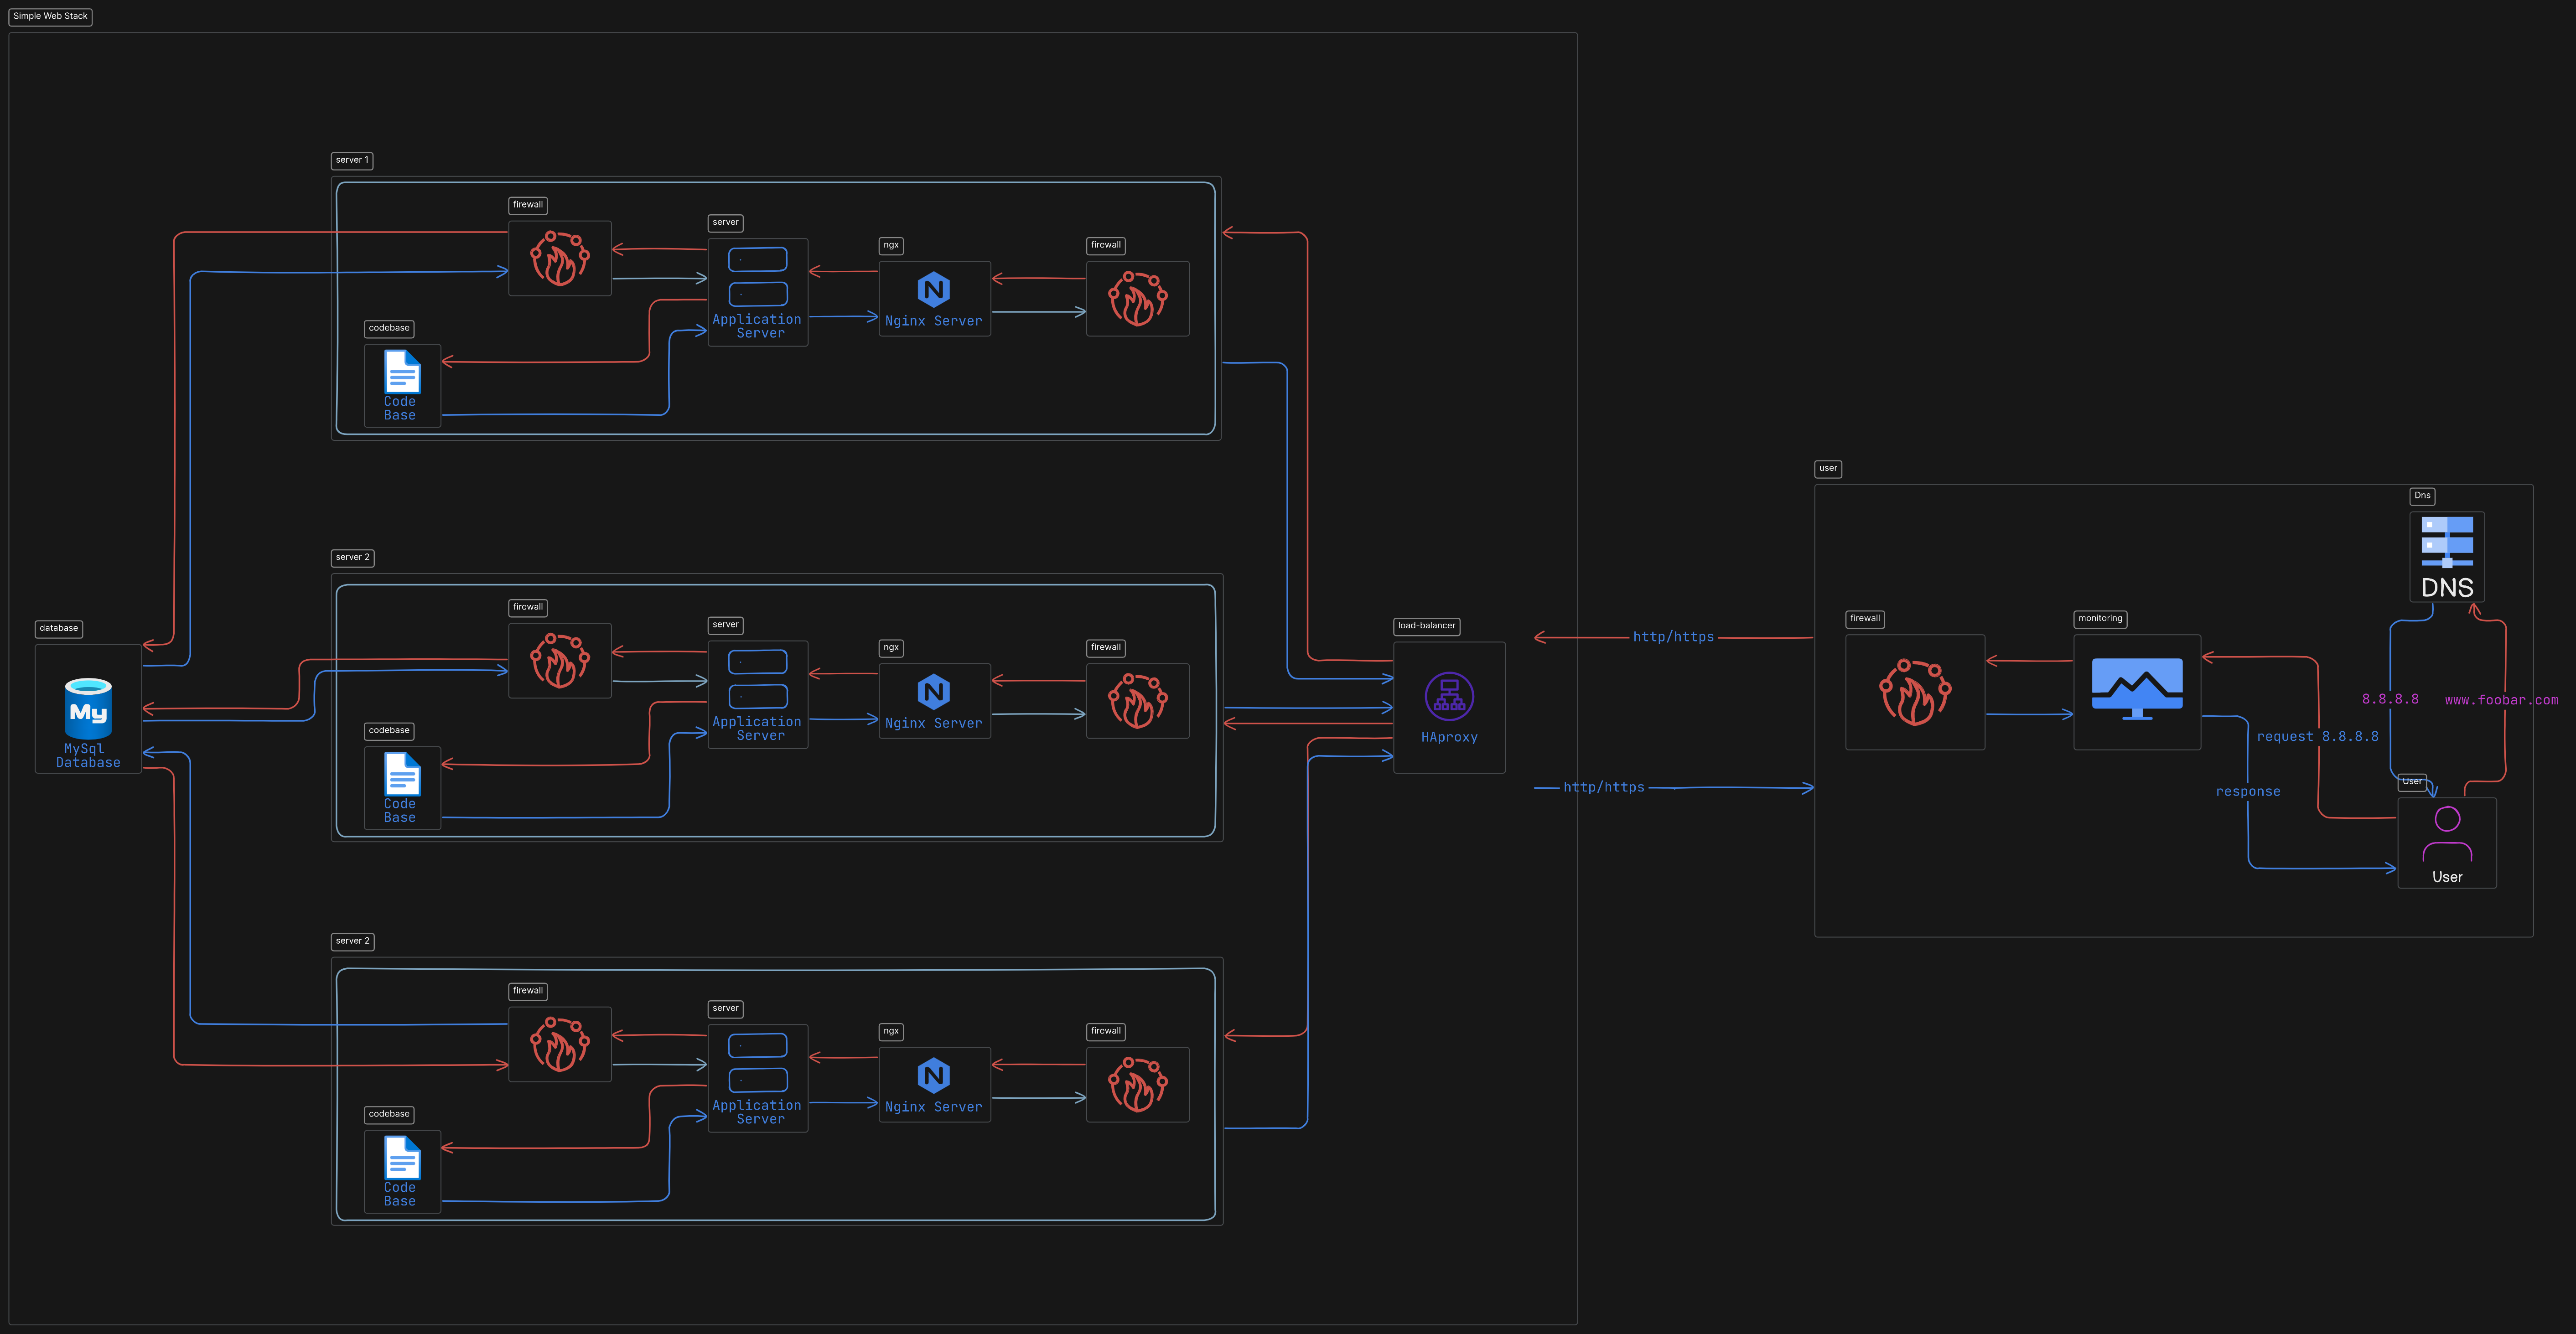 Simple Web Stack
server 1
firewall
server
ngx
firewall
Application
Server
Nginx Server
codebase
Code
Base
server 2
firewall
server
ngx
firewall
Application
Server
Nginx Server
codebase
Code
Base
database
My
MySql
Database
server 2
firewall
server
ngx
firewall
Application
Server
Nginx Server
codebase
Code
Base
load-balancer
HAproxy
http/https
http/https
user
Dns
DNS
firewall
monitoring
8.8.8.8
www.foobar.com
request 8.8.8.8
response
User
User